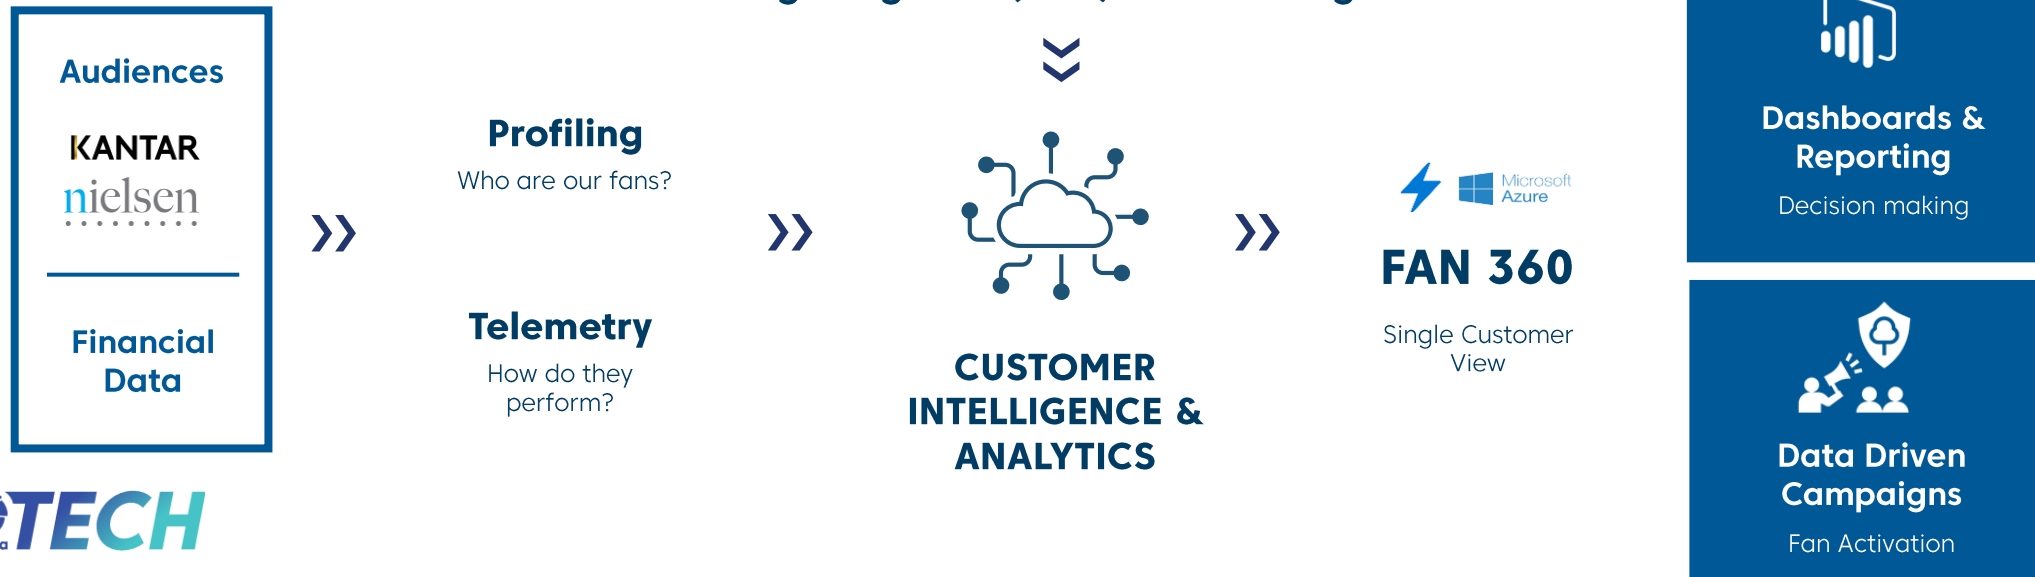 Audiences
KANTAR
nielsen
Financial
Data
TECH
Profiling
Who are our fans?
Telemetry
How do they
perform?
CUSTOMER
INTELLIGENCE &
ANALYTICS
Microsoft
Azure
FAN 360
Single Customer
View
Dashboards &
Reporting
Decision making
Data Driven
Campaigns
Fan Activation